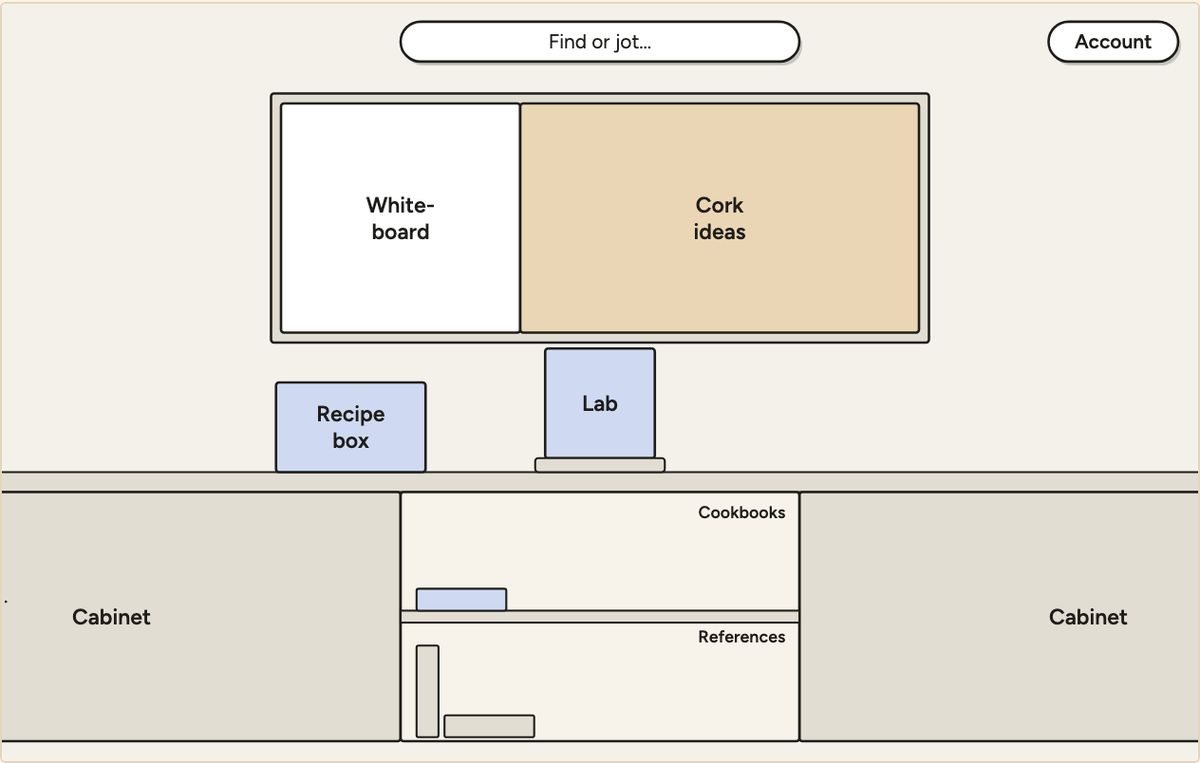 Find or jot...
Account
White-
board
Cork
ideas
Lab
Recipe
box
Cookbooks
Cabinet
Cabinet
References